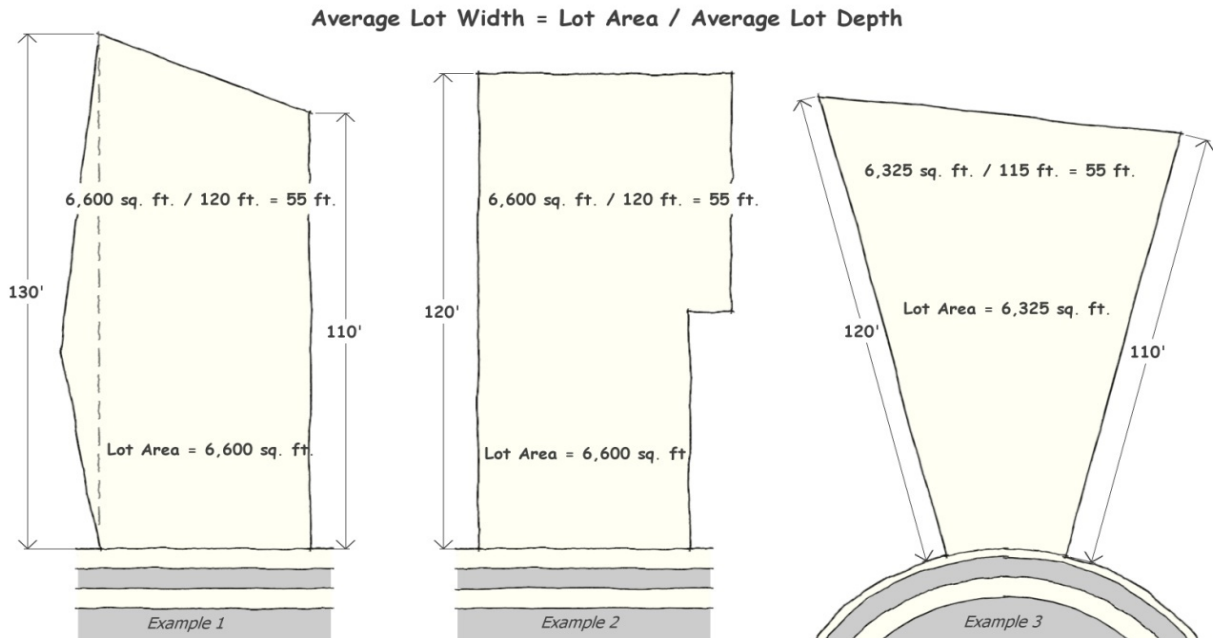 Average Lot Width = Lot Area / Average Lot Depth
130'
6,600 sq. ft. / 120 ft. = 55 ft.
110'
Lot Area = 6,600 sq. ft.
Example 1
120'
6,600 sq. ft. / 120 ft. = 55 ft.
Lot Area = 6,600 sq. ft
Example 2
6,325 sq. ft. / 115 ft. = 55 ft.
Lot Area = 6,325 sq. ft.
120'
110'
Example 3